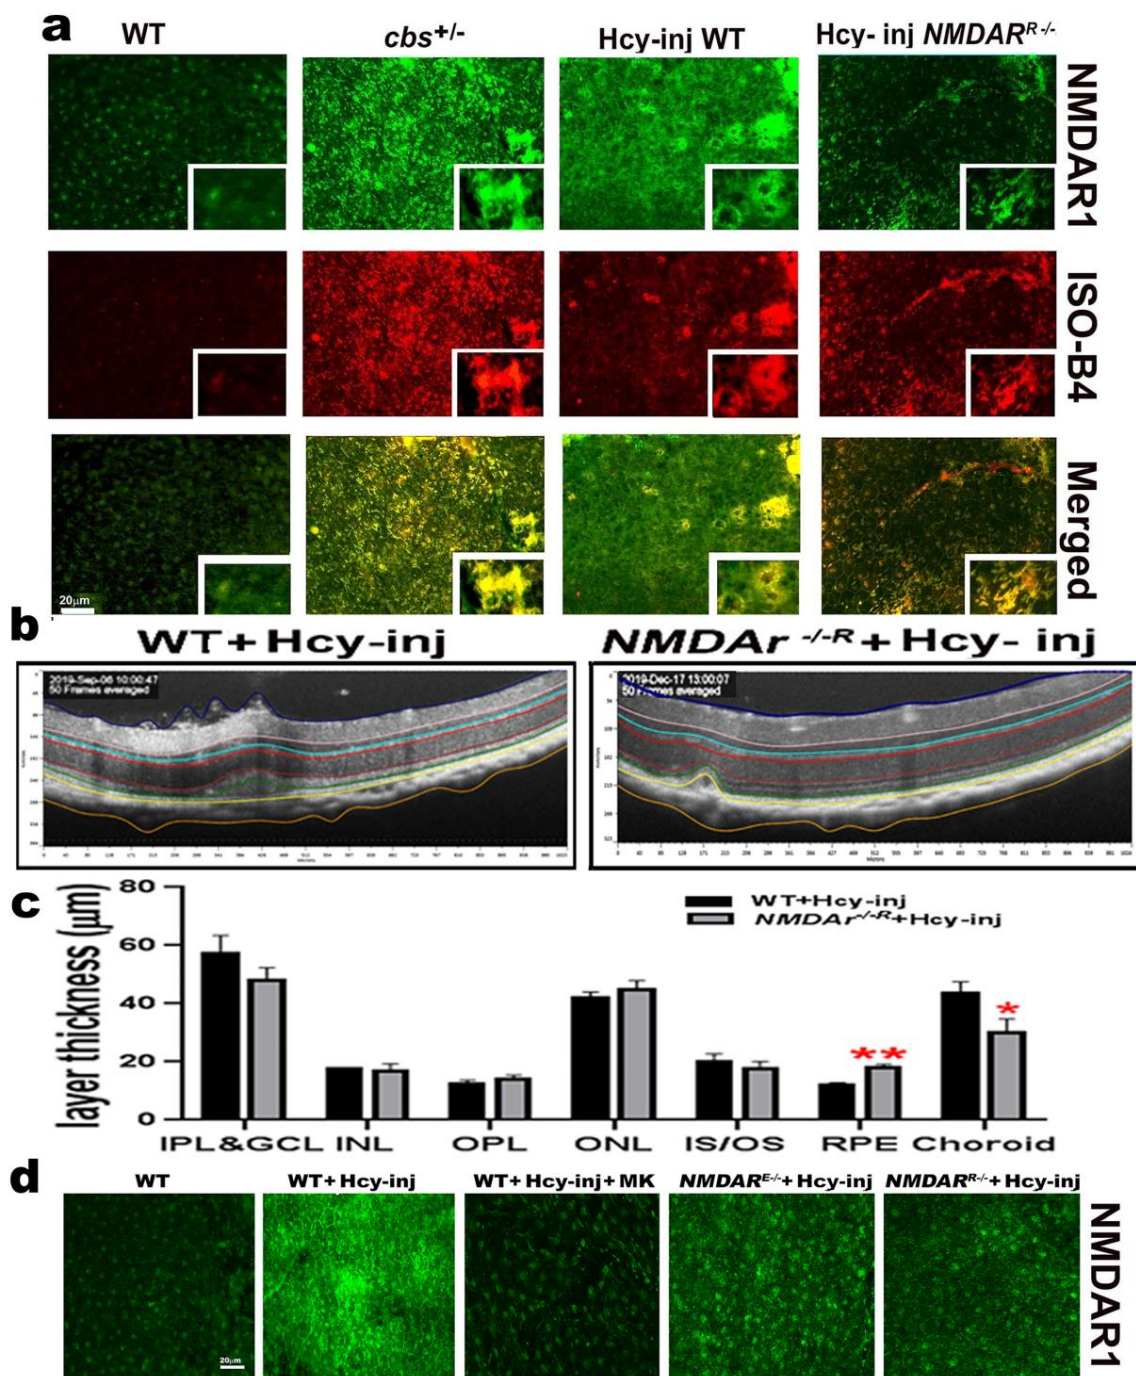 a
WT
cbs+/-
Hcy-inj WT
Hcy- inj NMDAR R-/-
NMDAR1
ISO-B4
Merged
20μm
b
WT+Hcy-inj
NMDAr -/-R + Hcy- inj
2019-Sep-06 10:00:47
50 Frames averaged
2019-Dec-17 13:00:07
50 Frames averaged
c
layer thickness (μm)
80
60
40
20
0
WT+Hcy-inj
NMDAr-/-R+Hcy-inj
**
*
IPL&GCL INL OPL ONL IS/OS RPE Choroid
d
WT
WT+Hcy-inj
WT+Hcy-inj+MK
NMDARE-/-+Hcy-inj
NMDARR-/-+Hcy-inj
NMDAR1
20μm